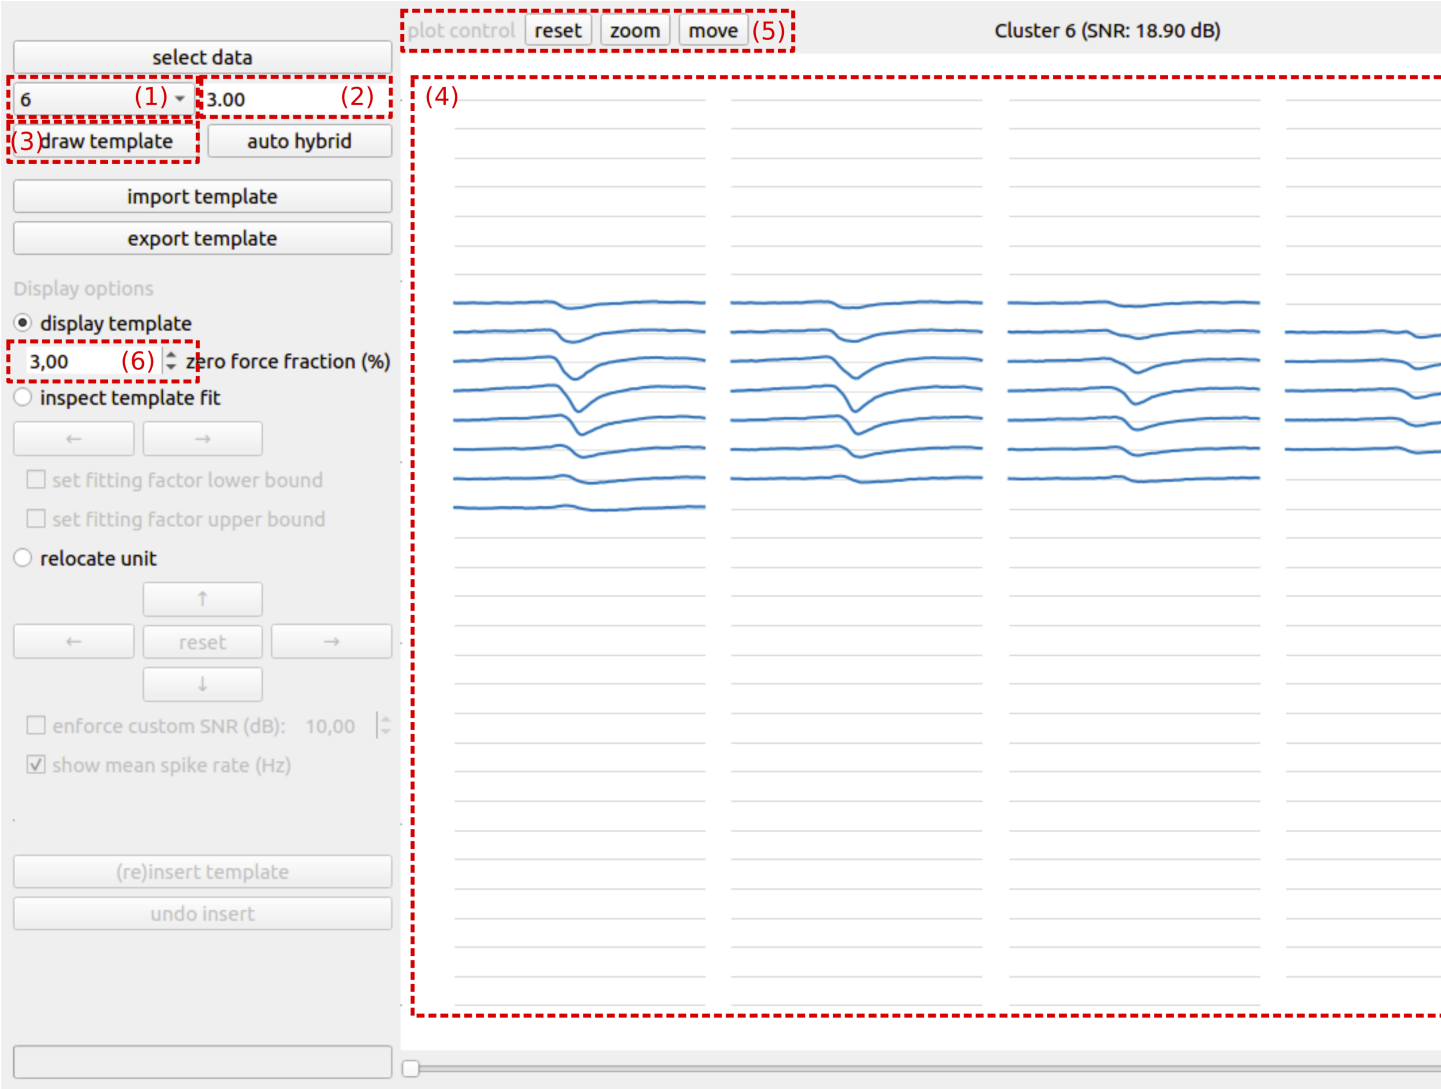 plot control reset zoom move (5) Cluster 6 (SNR: 18.90 dB)
select data
6 (1) 3.00 (2) (4)
(3) draw template auto hybrid
import template
export template
Display options
display template
3,00 (6) zero force fraction (%)
inspect template fit
← →
set fitting factor lower bound
set fitting factor upper bound
relocate unit
↑
← reset →
↓
enforce custom SNR (dB): 10,00
show mean spike rate (Hz)
(re)insert template
undo insert